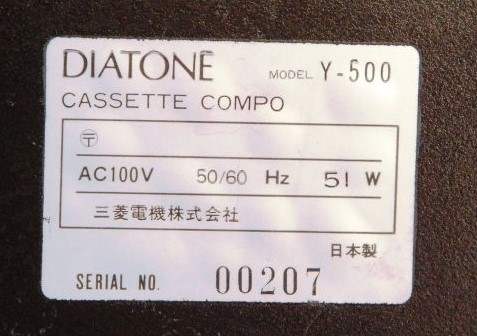 DIATONE MODEL Y-500
CASSETTE COMPO
〶
AC100V 50/60 Hz 51 W
三菱電機株式会社
日本製
SERIAL NO. 00207